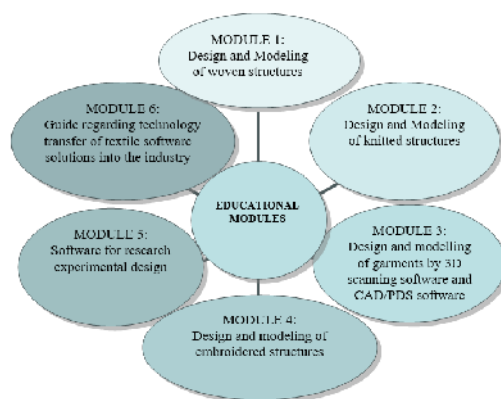 MODULE 1:
Design and Modeling
of woven structures
MODULE 6:
Guide regarding technology
transfer of textile software
solutions into the industry
MODULE 2:
Design and Modeling
of knitted structures
EDUCATIONAL
MODULES
MODULE 5:
Software for research
experimental design
MODULE 3:
Design and modelling
of garments by 3D
scanning software and
CAD/PDS software
MODULE 4:
Design and modeling of
embroidered structures